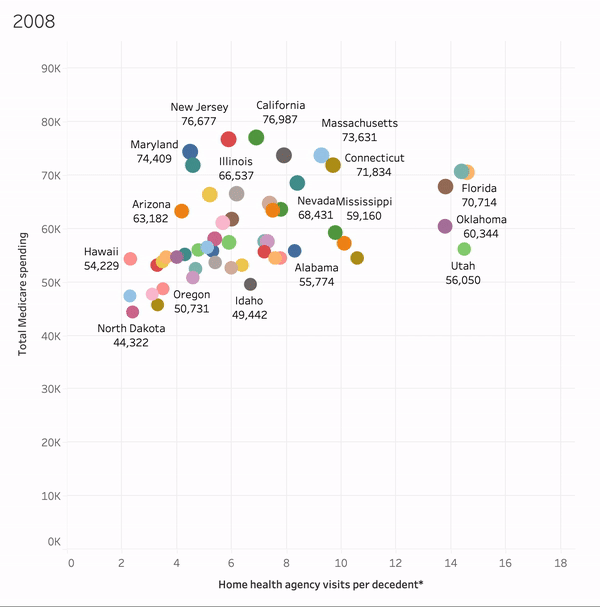 2008
90K
80K
70K
60K
50K
40K
30K
20K
10K
0K
Total Medicare spending
New Jersey
76,677
California
76,987
Massachusetts
73,631
Maryland
74,409
Illinois
66,537
Connecticut
71,834
Arizona
63,182
Nevada
68,431
Mississippi
59,160
Florida
70,714
Oklahoma
60,344
Hawaii
54,229
Alabama
55,774
Utah
56,050
Oregon
50,731
Idaho
49,442
North Dakota
44,322
0 2 4 6 8 10 12 14 16 18
Home health agency visits per decedent*